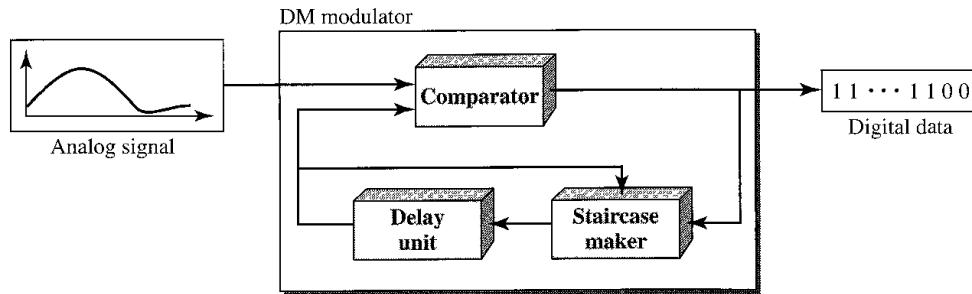 DM modulator
Comparator
1 1 ··· 1 1 0 0
Analog signal
Digital data
Delay
unit
Staircase
maker